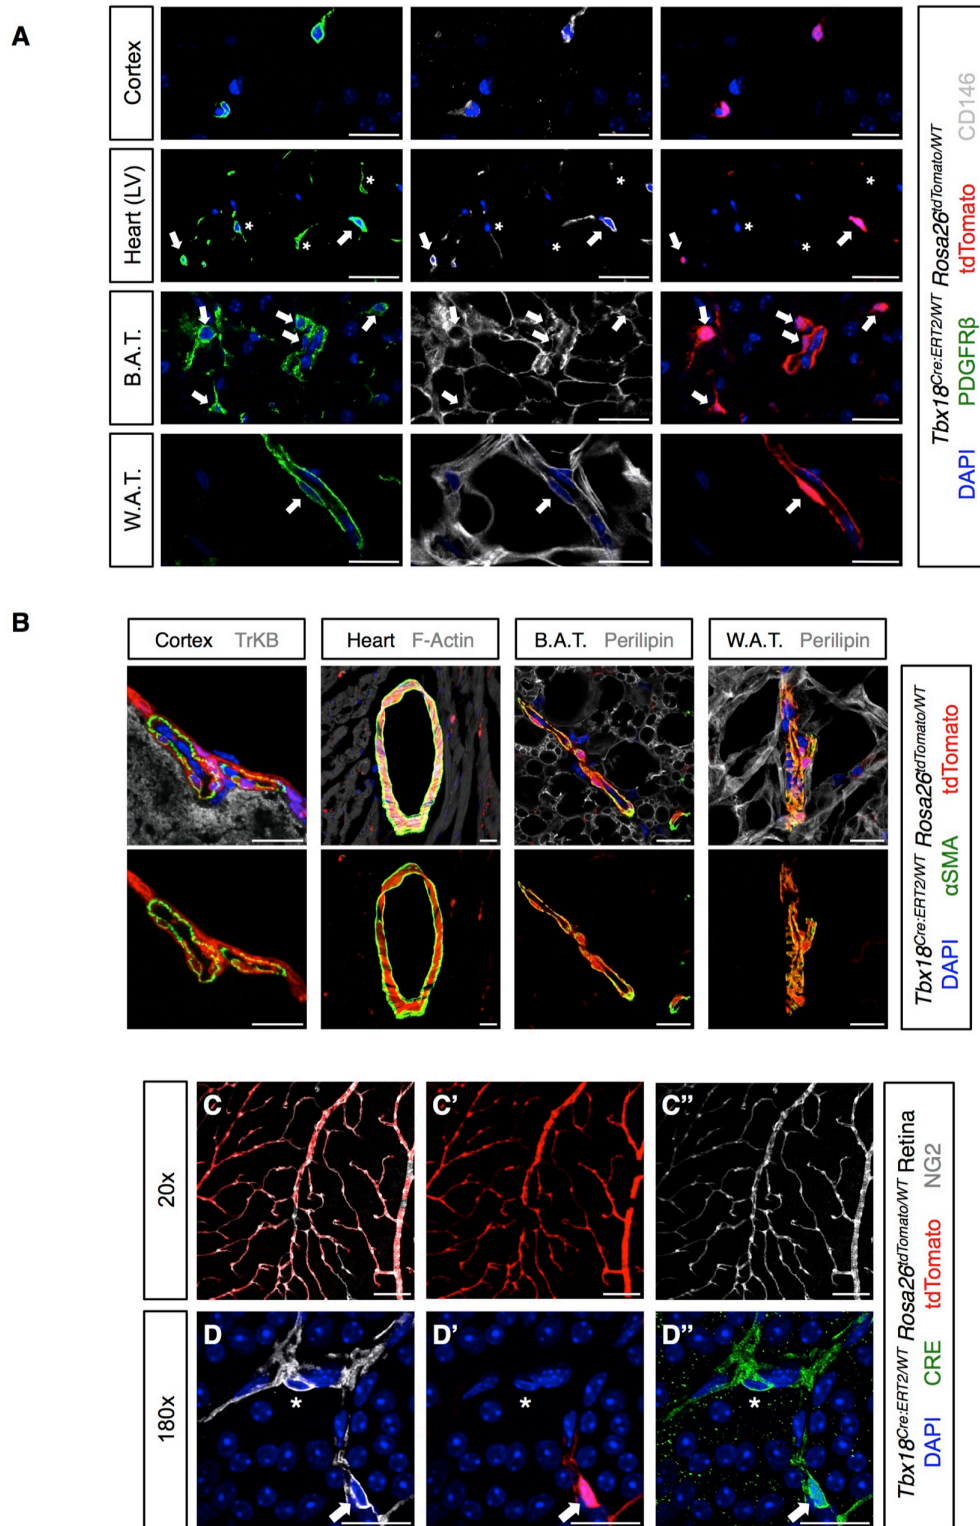 A
Cortex
Heart (LV)
*
*
*
*
*
*
*
*
*
B.A.T.
W.A.T.
Tbx18Cre:ERT2/WT Rosa26tdTomato/WT
DAPI PDGFRβ tdTomato CD146
B
Cortex TrKB
Heart F-Actin
B.A.T. Perilipin
W.A.T. Perilipin
Tbx18Cre:ERT2/WT Rosa26tdTomato/WT
DAPI αSMA tdTomato
20x
C
C'
C''
180x
D
D'
D''
*
*
*
Tbx18Cre:ERT2/WT Rosa26tdTomato/WT Retina
DAPI CRE tdTomato NG2